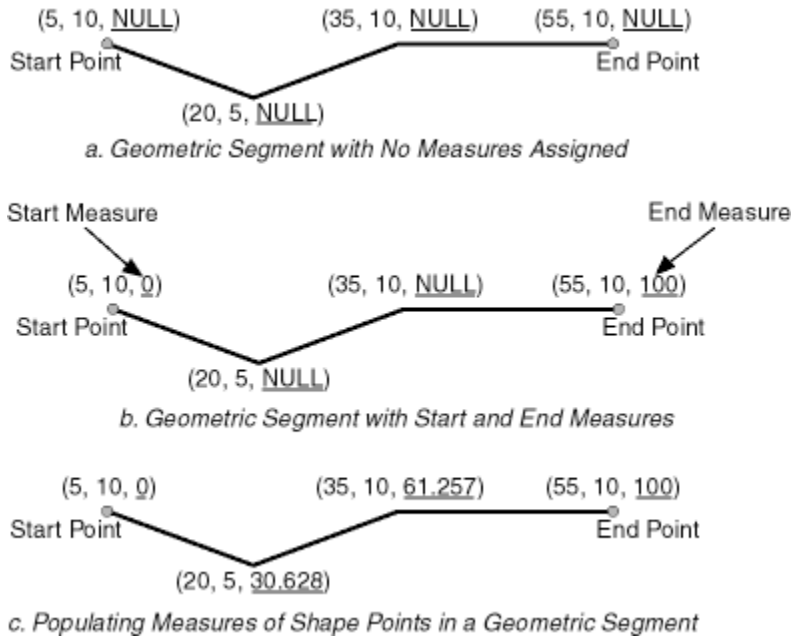 (5, 10, NULL) (35, 10, NULL) (55, 10, NULL)
Start Point End Point
(20, 5, NULL)
a. Geometric Segment with No Measures Assigned
Start Measure End Measure
(5, 10, 0) (35, 10, NULL) (55, 10, 100)
Start Point End Point
(20, 5, NULL)
b. Geometric Segment with Start and End Measures
(5, 10, 0) (35, 10, 61.257) (55, 10, 100)
Start Point End Point
(20, 5, 30.628)
c. Populating Measures of Shape Points in a Geometric Segment